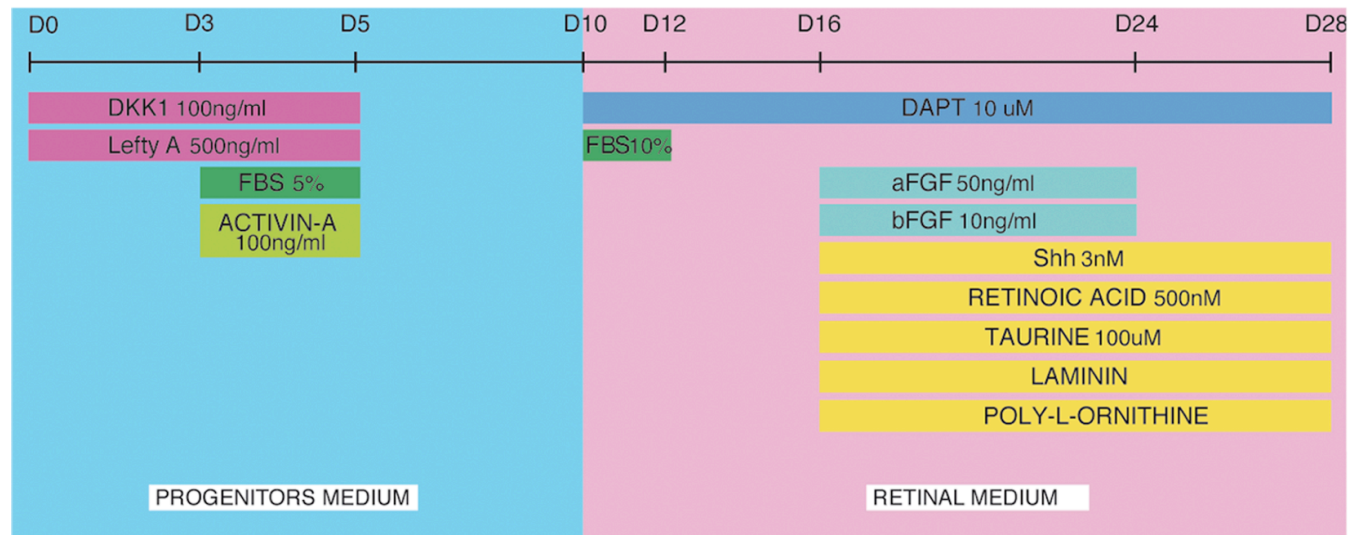 D0 D3 D5 D10 D12 D16 D24 D28
DKK1 100ng/ml
DAPT 10 uM
Lefty A 500ng/ml
FBS10%
FBS 5%
aFGF 50ng/ml
ACTIVIN-A
100ng/ml
bFGF 10ng/ml
Shh 3nM
RETINOIC ACID 500nM
TAURINE 100uM
LAMININ
POLY-L-ORNITHINE
PROGENITORS MEDIUM
RETINAL MEDIUM